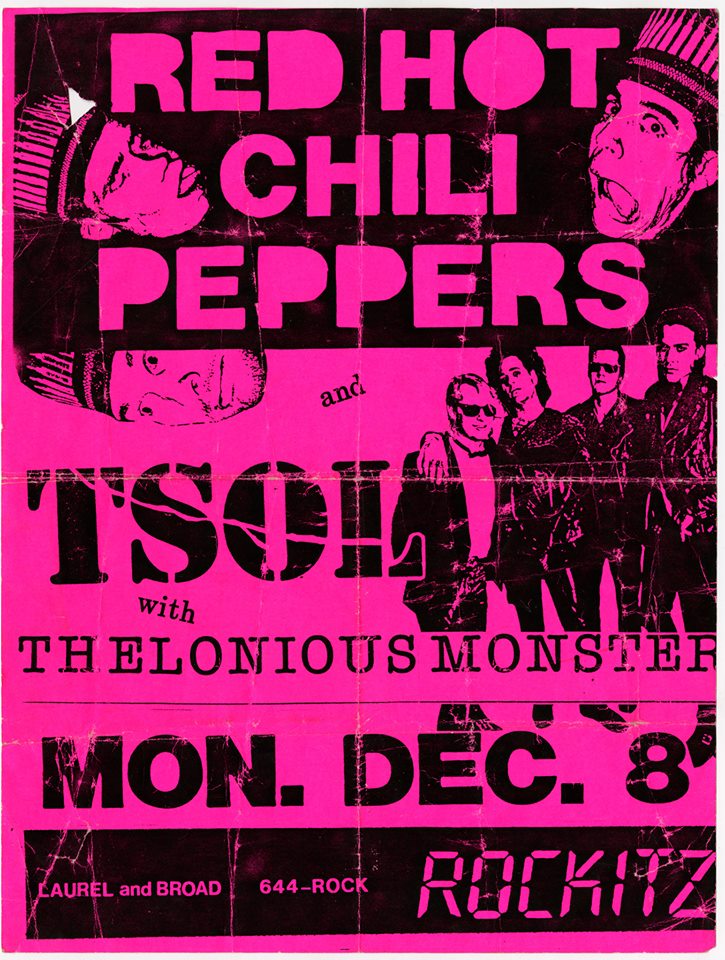 RED HOT
CHILI
PEPPERS
and
TSOL
with
THELONIOUS MONSTER
MON. DEC. 8
LAUREL and BROAD 644-ROCK ROCKITZ